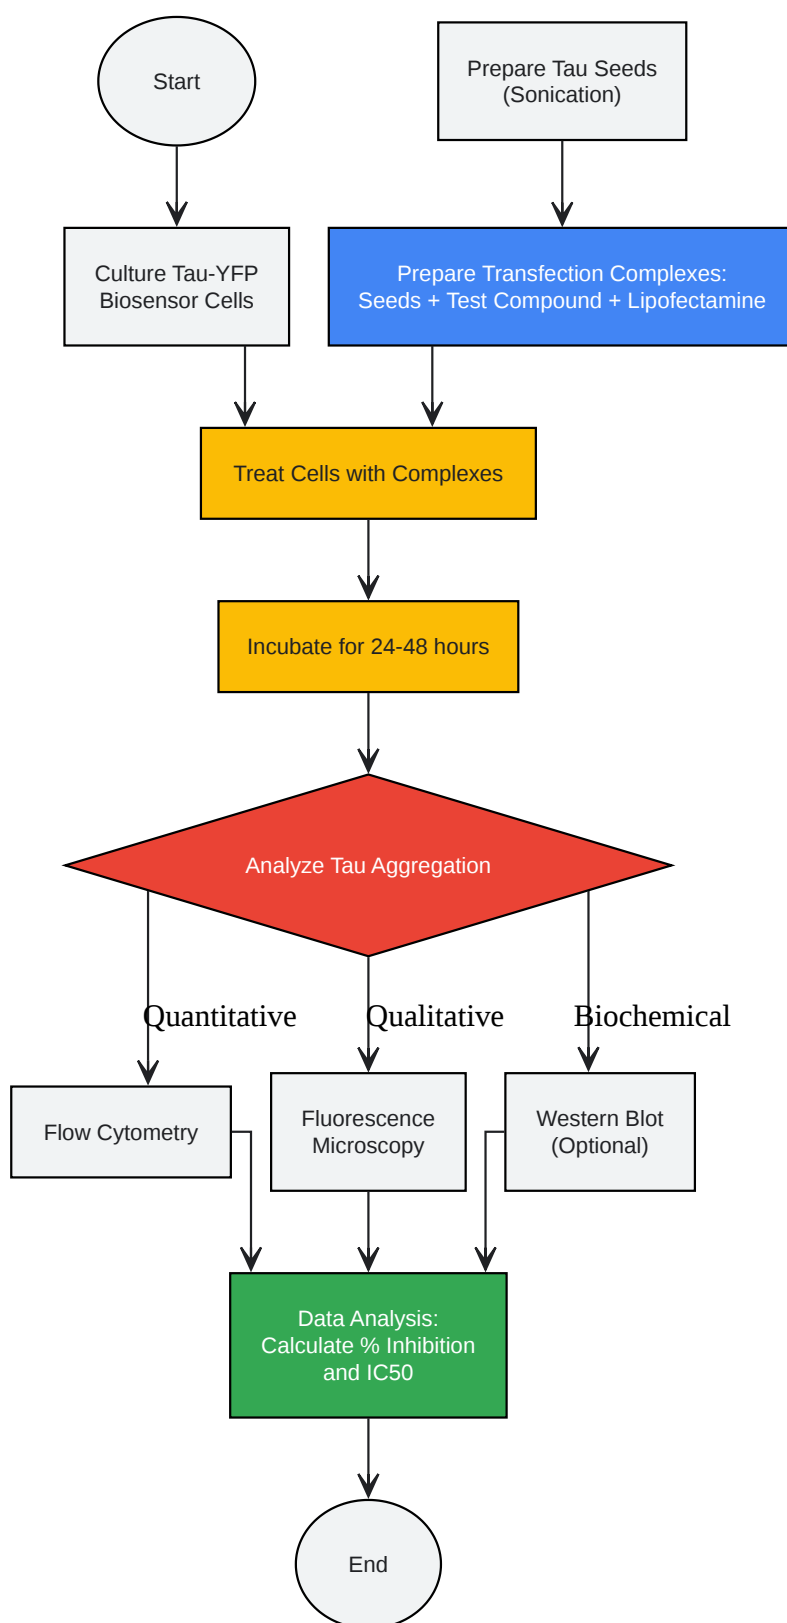 Start
Prepare Tau Seeds
(Sonication)
Culture Tau-YFP
Biosensor Cells
Prepare Transfection Complexes:
Seeds + Test Compound + Lipofectamine
Treat Cells with Complexes
Incubate for 24-48 hours
Analyze Tau Aggregation
Quantitative
Qualitative
Biochemical
Flow Cytometry
Fluorescence
Microscopy
Western Blot
(Optional)
Data Analysis:
Calculate % Inhibition
and IC50
End